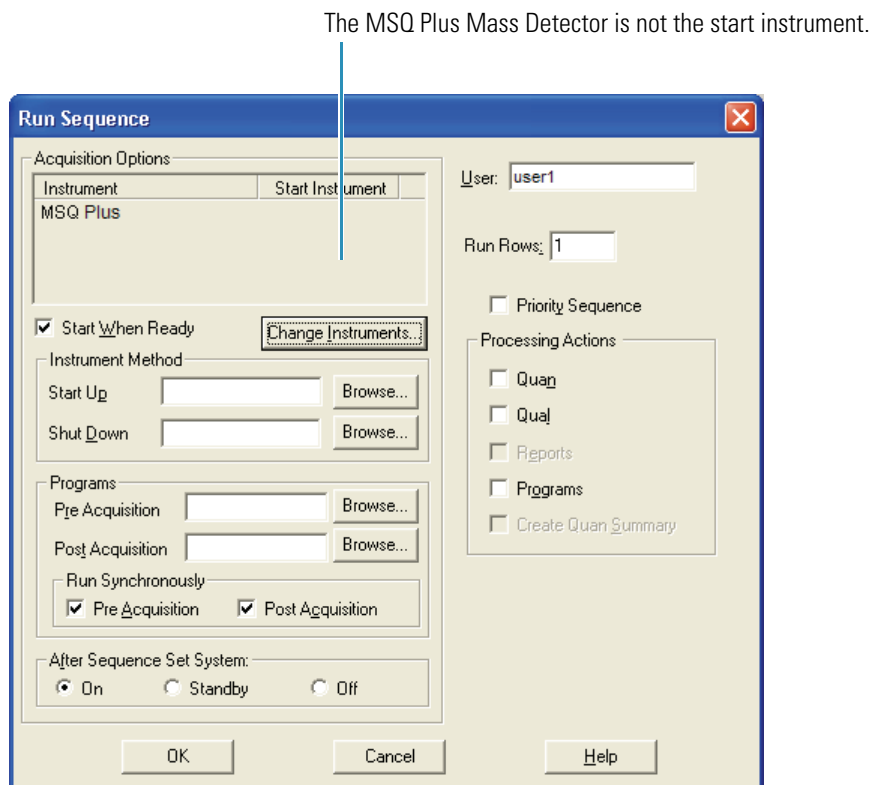 The MSQ Plus Mass Detector is not the start instrument.
Run Sequence
Acquisition Options
Instrument Start Instrument
MSQ Plus
Start When Ready
Change Instruments...
Instrument Method
Start Up
Browse...
Shut Down
Browse...
Programs
Pre Acquisition
Browse...
Post Acquisition
Browse...
Run Synchronously
Pre Acquisition
Post Acquisition
After Sequence Set System:
On
Standby
Off
User: user1
Run Rows: 1
Priority Sequence
Processing Actions
Quan
Qual
Reports
Programs
Create Quan Summary
OK
Cancel
Help